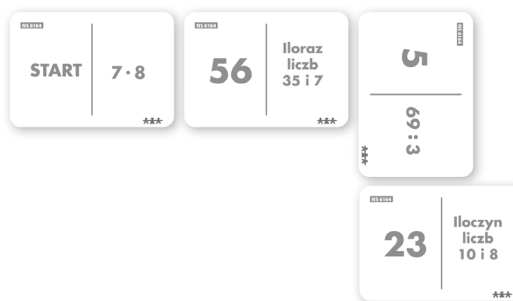 NS 6164
START
7 · 8
***
NS 6164
56
Iloraz
liczb
35 i 7
***
NS 6164
5
69 : 3
***
NS 6164
23
Iloczyn
liczb
10 i 8
***